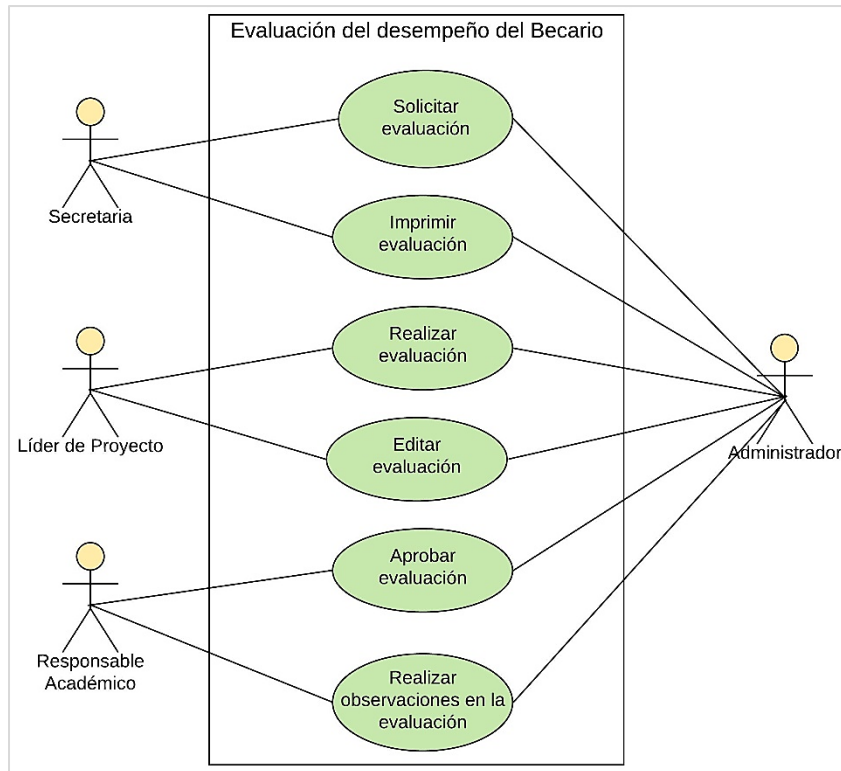 Evaluación del desempeño del Becario
Solicitar
evaluación
Secretaria
Imprimir
evaluación
Realizar
evaluación
Líder de Proyecto
Editar
evaluación
Administrador
Aprobar
evaluación
Responsable
Académico
Realizar
observaciones en la
evaluación